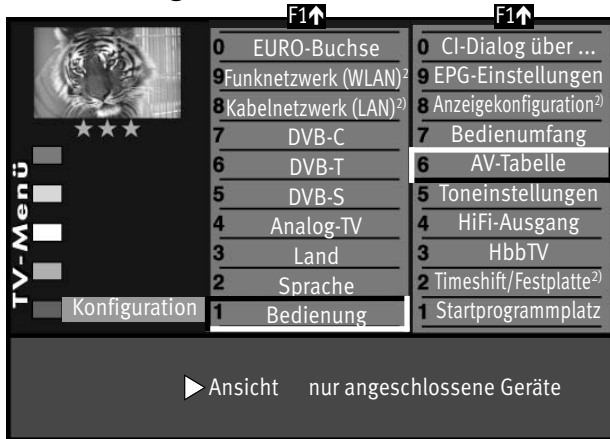 F1↑ F1↑
0 EURO-Buchse
9 Funknetzwerk (WLAN)2
8 Kabelnetzwerk (LAN)2)
7 DVB-C
6 DVB-T
5 DVB-S
4 Analog-TV
3 Land
2 Sprache
1 Bedienung
0 CI-Dialog über ...
9 EPG-Einstellungen
8 Anzeigekonfiguration2)
7 Bedienumfang
6 AV-Tabelle
5 Toneinstellungen
4 HiFi-Ausgang
3 HbbTV
2 Timeshift/Festplatte2)
1 Startprogrammplatz
TV-Menü
Konfiguration
Ansicht nur angeschlossene Geräte